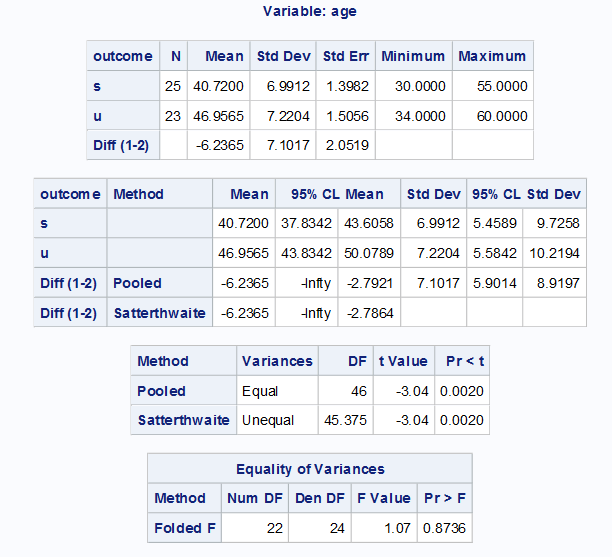 Variable: age
outcome N Mean Std Dev Std Err Minimum Maximum
s 25 40.7200 6.9912 1.3982 30.0000 55.0000
u 23 46.9565 7.2204 1.5056 34.0000 60.0000
Diff (1-2) -6.2365 7.1017 2.0519
outcome Method Mean 95% CL Mean Std Dev 95% CL Std Dev
s 40.7200 37.8342 43.6058 6.9912 5.4589 9.7258
u 46.9565 43.8342 50.0789 7.2204 5.5842 10.2194
Diff (1-2) Pooled -6.2365 -Infty -2.7921 7.1017 5.9014 8.9197
Diff (1-2) Satterthwaite -6.2365 -Infty -2.7864
Method Variances DF t Value Pr < t
Pooled Equal 46 -3.04 0.0020
Satterthwaite Unequal 45.375 -3.04 0.0020
Equality of Variances
Method Num DF Den DF F Value Pr > F
Folded F 22 24 1.07 0.8736